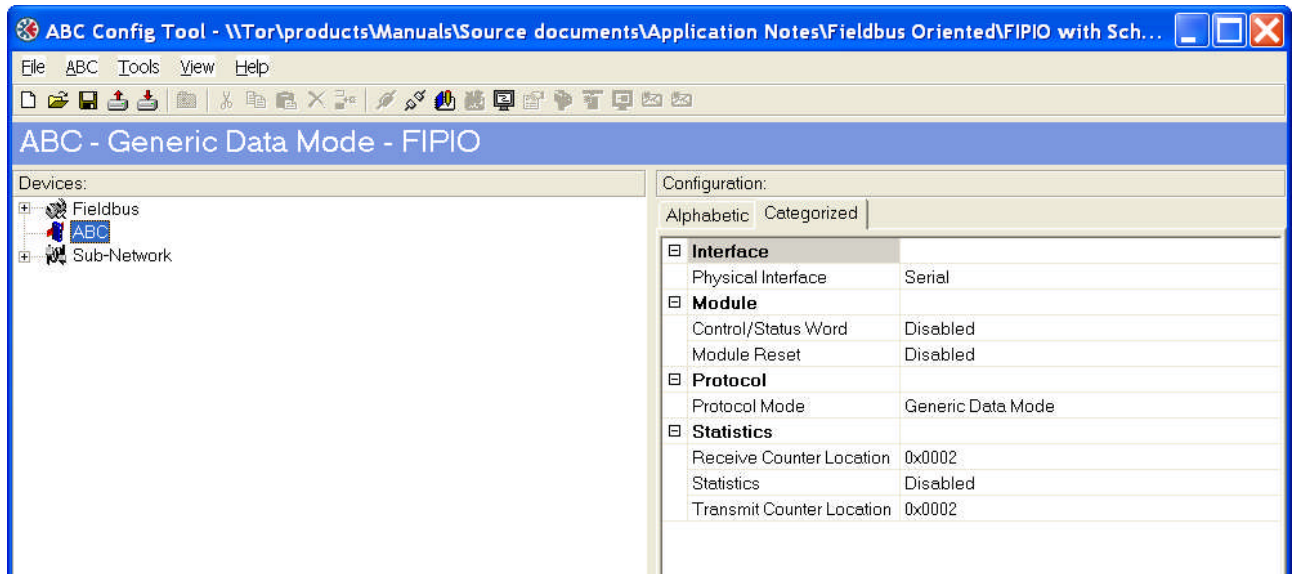 ABC Config Tool - \\Tor\products\Manuals\Source documents\Application Notes\Fieldbus Oriented\FIPIO with Sch...
File ABC Tools View Help
ABC - Generic Data Mode - FIPIO
Devices:
Fieldbus
ABC
Sub-Network
Configuration:
Alphabetic Categorized
Interface
Physical Interface Serial
Module
Control/Status Word Disabled
Module Reset Disabled
Protocol
Protocol Mode Generic Data Mode
Statistics
Receive Counter Location 0x0002
Statistics Disabled
Transmit Counter Location 0x0002